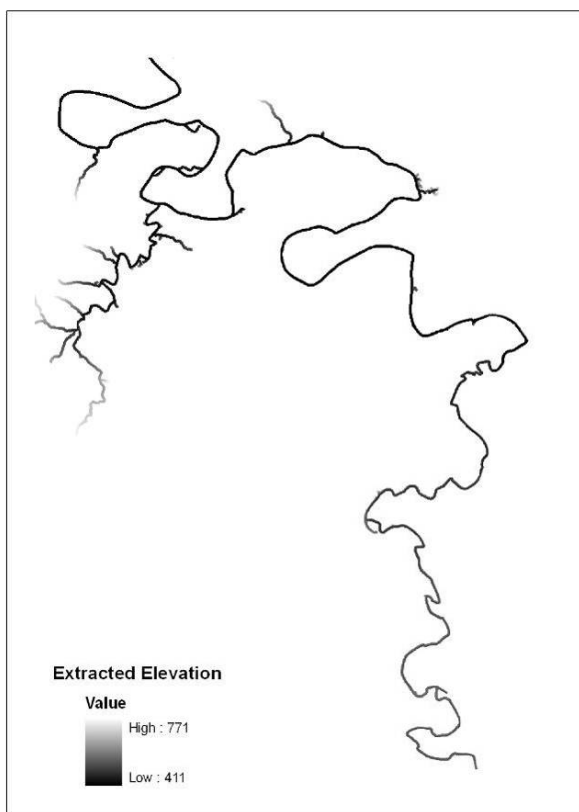 Extracted Elevation
Value
High : 771
Low : 411